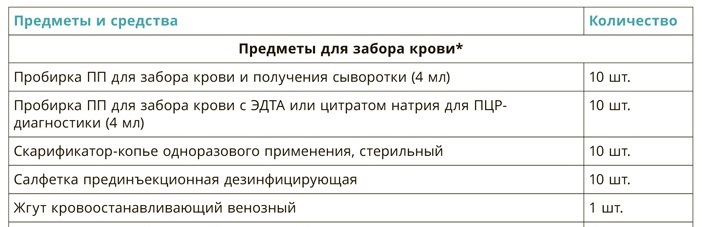 Предметы и средства Количество
Предметы для забора крови*
Пробирка ПП для забора крови и получения сыворотки (4 мл) 10 шт.
Пробирка ПП для забора крови с ЭДТА или цитратом натрия для ПЦР- 10 шт.
диагностики (4 мл)
Скарификатор-копье одноразового применения, стерильный 10 шт.
Салфетка прединъекционная дезинфицирующая 10 шт.
Жгут кровоостанавливающий венозный 1 шт.